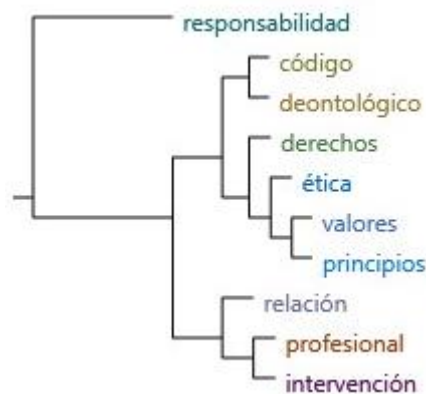 responsabilidad
código
deontológico
derechos
ética
valores
principios
relación
profesional
intervención